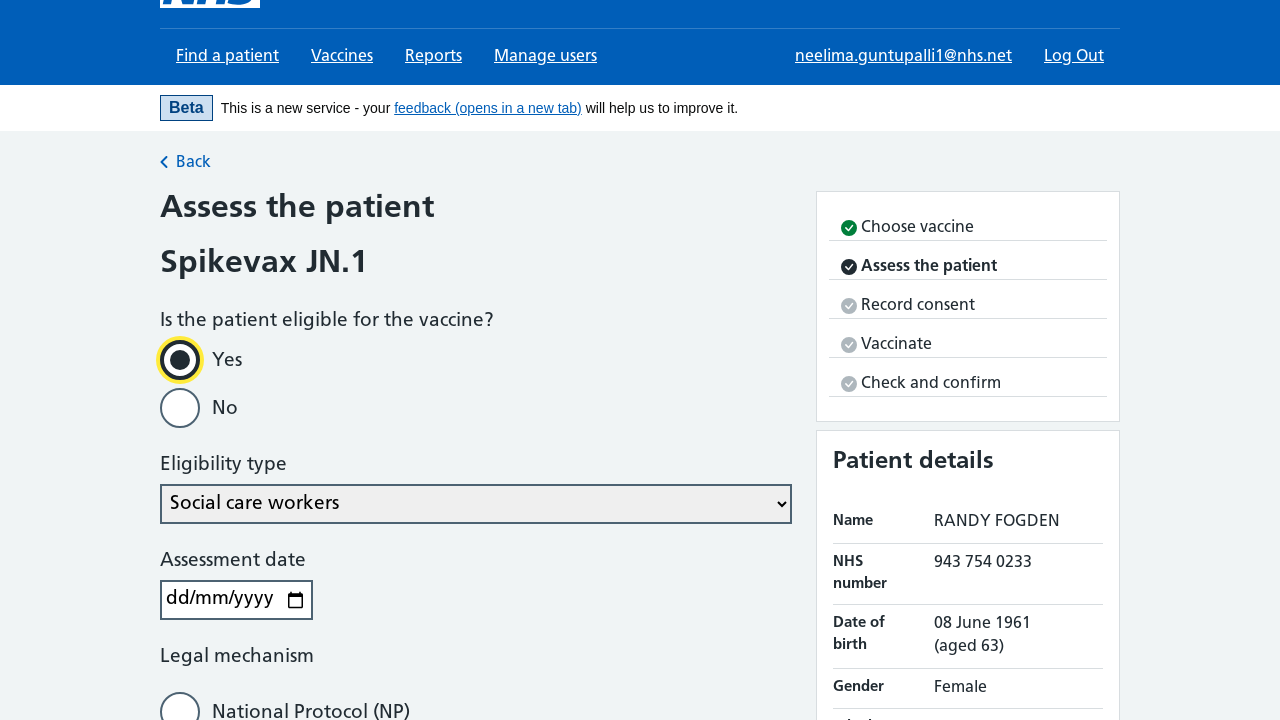 NHS
Find a patient Vaccines Reports Manage users neelima.guntupalli1@nhs.net Log Out
Beta This is a new service - your feedback (opens in a new tab) will help us to improve it.
Back
Assess the patient
Spikevax JN.1
Is the patient eligible for the vaccine?
Yes
No
Eligibility type
Social care workers
Assessment date
dd/mm/yyyy
Legal mechanism
National Protocol (NP)
Choose vaccine
Assess the patient
Record consent
Vaccinate
Check and confirm
Patient details
Name RANDY FOGDEN
NHS number 943 754 0233
Date of birth 08 June 1961 (aged 63)
Gender Female